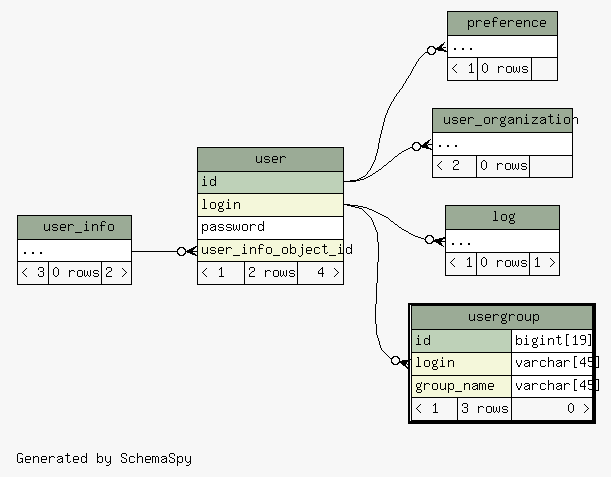 preference
...
< 1 0 rows
user_organization
...
< 2 0 rows
user
id
login
password
user_info_object_id
< 1 2 rows 4 >
user_info
...
< 3 0 rows 2 >
log
...
< 1 0 rows 1 >
usergroup
id bigint[19]
login varchar[45]
group_name varchar[45]
< 1 3 rows 0 >
Generated by SchemaSpy